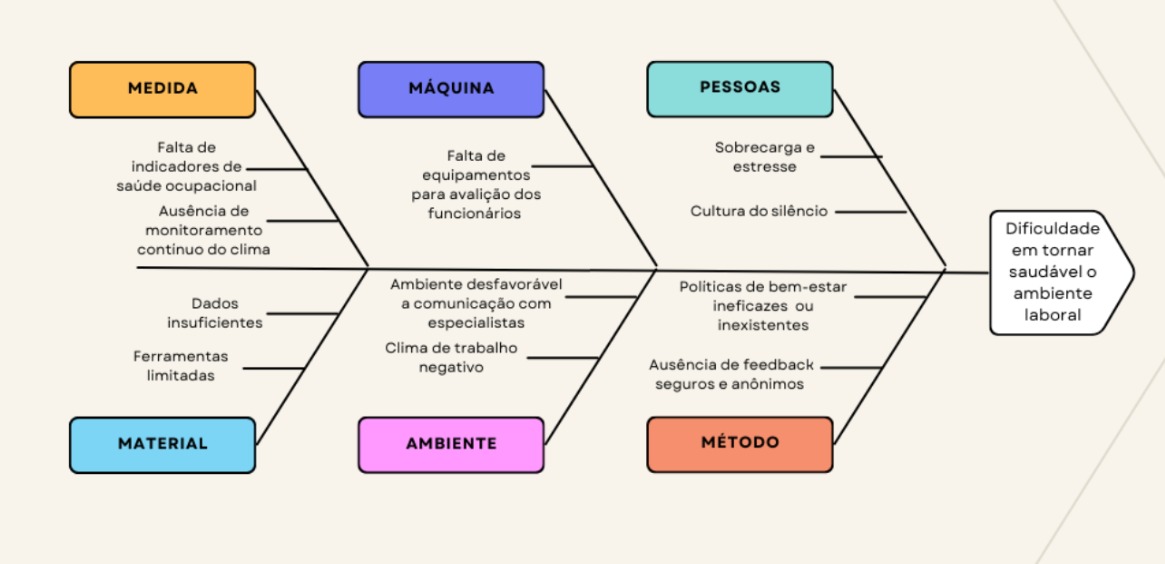 MEDIDA
MÁQUINA
PESSOAS
Falta de
indicadores de
saúde ocupacional
Ausência de
monitoramento
contínuo do clima
Falta de
equipamentos
para avalição dos
funcionários
Sobrecarga e
estresse
Cultura do silêncio
Dificuldade
em tornar
saudável o
ambiente
laboral
Dados
insuficientes
Ferramentas
limitadas
Ambiente desfavorável
a comunicação com
especialistas
Clima de trabalho
negativo
Políticas de bem-estar
ineficazes ou
inexistentes
Ausência de feedback
seguros e anônimos
MATERIAL
AMBIENTE
MÉTODO